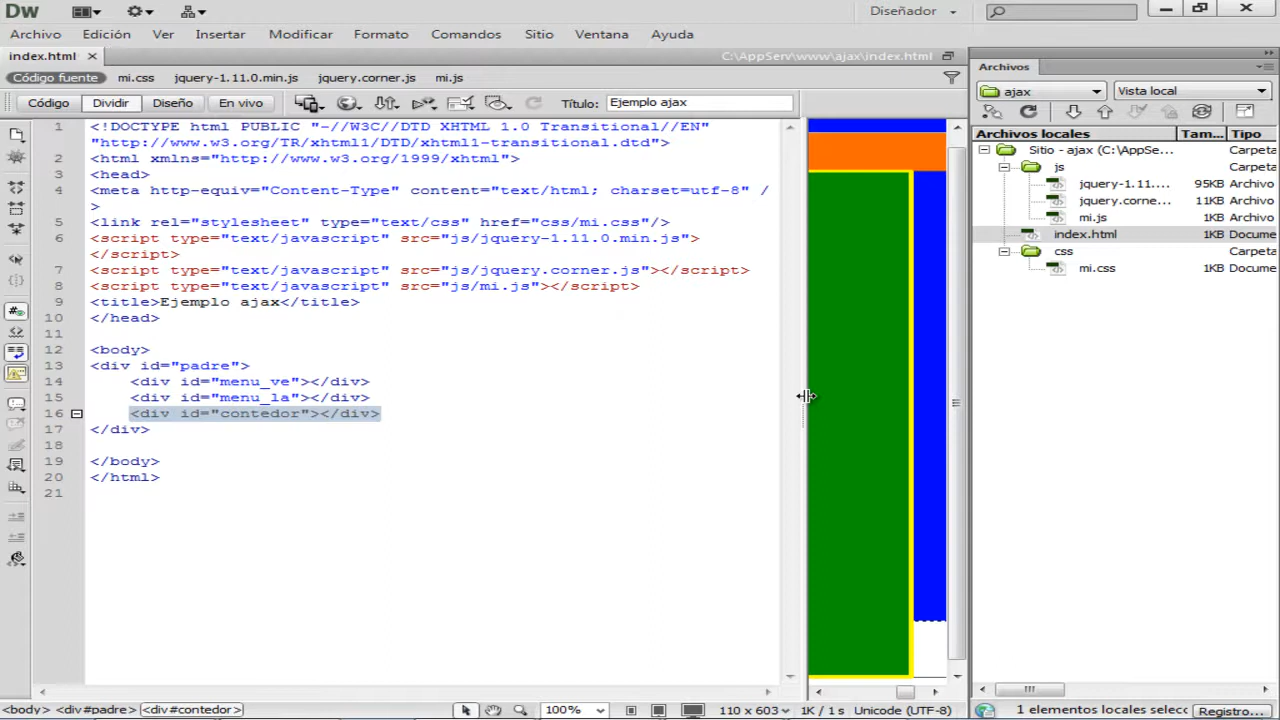 Dw
Diseñador
Archivo Edición Ver Insertar Modificar Formato Comandos Sitio Ventana Ayuda
index.html
C:\AppServ\www\ajax\index.html
Archivos
Código fuente mi.css jquery-1.11.0.min.js jquery.corner.js mi.js
ajax Vista local
Código Dividir Diseño En vivo Título: Ejemplo ajax
Archivos locales Tam... Tipo
Sitio - ajax (C:\AppSe... Carpeta
js Carpeta
jquery-1.11.... 95KB Archivo
jquery.corne... 11KB Archivo
mi.js 1KB Archivo
index.html 1KB Docume
css Carpeta
mi.css 1KB Docume
1 <!DOCTYPE html PUBLIC "-//W3C//DTD XHTML 1.0 Transitional//EN"
"http://www.w3.org/TR/xhtml1/DTD/xhtml1-transitional.dtd">
2 <html xmlns="http://www.w3.org/1999/xhtml">
3 <head>
4 <meta http-equiv="Content-Type" content="text/html; charset=utf-8" /
>
5 <link rel="stylesheet" type="text/css" href="css/mi.css"/>
6 <script type="text/javascript" src="js/jquery-1.11.0.min.js">
</script>
7 <script type="text/javascript" src="js/jquery.corner.js"></script>
8 <script type="text/javascript" src="js/mi.js"></script>
9 <title>Ejemplo ajax</title>
10 </head>
11
12 <body>
13 <div id="padre">
14 <div id="menu_ve"></div>
15 <div id="menu_la"></div>
16 <div id="contedor"></div>
17 </div>
18
19 </body>
20 </html>
21
<body> <div#padre> <div#contedor>
100% 110 x 603 1K / 1 s Unicode (UTF-8)
1 elementos locales selecc Registro...